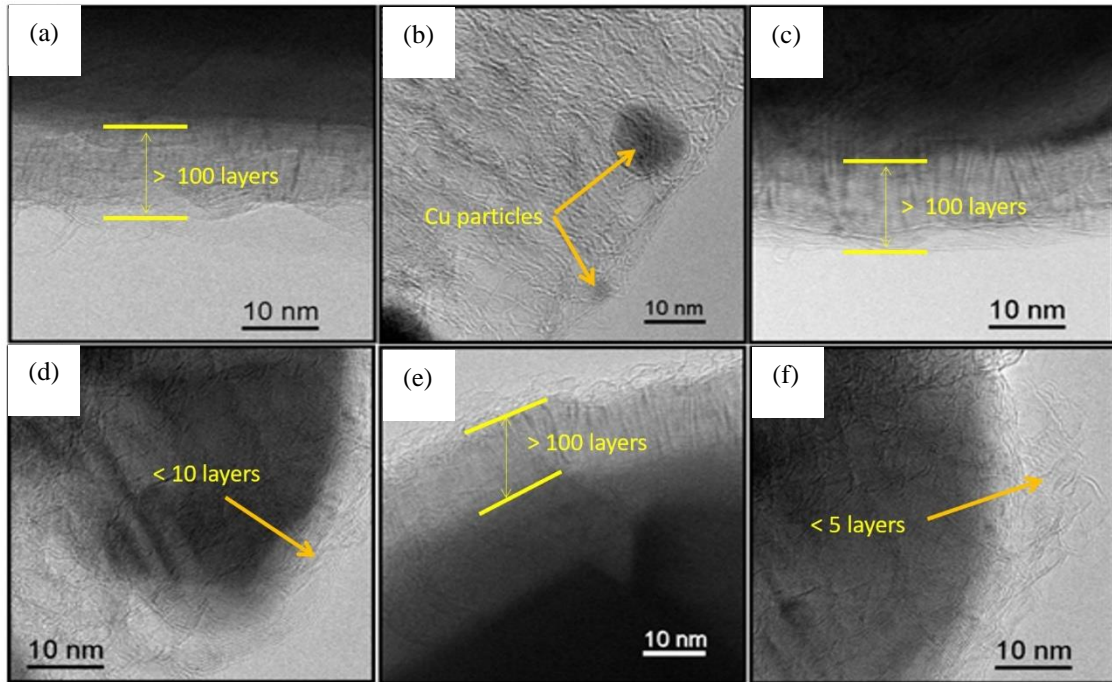 (a)
> 100 layers
10 nm
(b)
Cu particles
10 nm
(c)
> 100 layers
10 nm
(d)
< 10 layers
10 nm
(e)
> 100 layers
10 nm
(f)
< 5 layers
10 nm